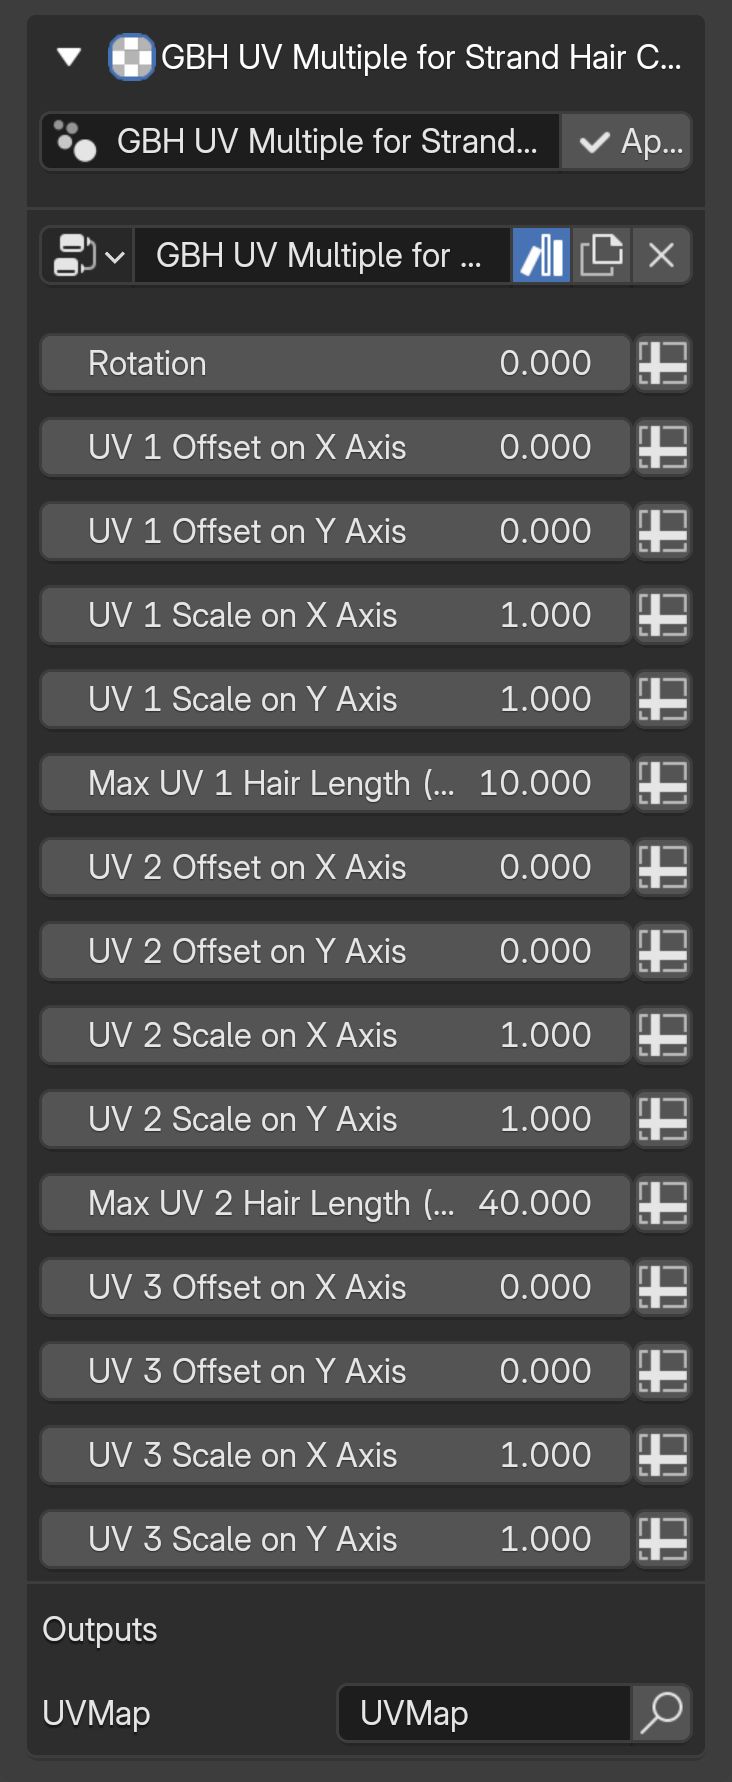 GBH UV Multiple for Strand Hair C...
GBH UV Multiple for Strand... Ap...
GBH UV Multiple for ...
Rotation 0.000
UV 1 Offset on X Axis 0.000
UV 1 Offset on Y Axis 0.000
UV 1 Scale on X Axis 1.000
UV 1 Scale on Y Axis 1.000
Max UV 1 Hair Length (... 10.000
UV 2 Offset on X Axis 0.000
UV 2 Offset on Y Axis 0.000
UV 2 Scale on X Axis 1.000
UV 2 Scale on Y Axis 1.000
Max UV 2 Hair Length (... 40.000
UV 3 Offset on X Axis 0.000
UV 3 Offset on Y Axis 0.000
UV 3 Scale on X Axis 1.000
UV 3 Scale on Y Axis 1.000
Outputs
UVMap UVMap